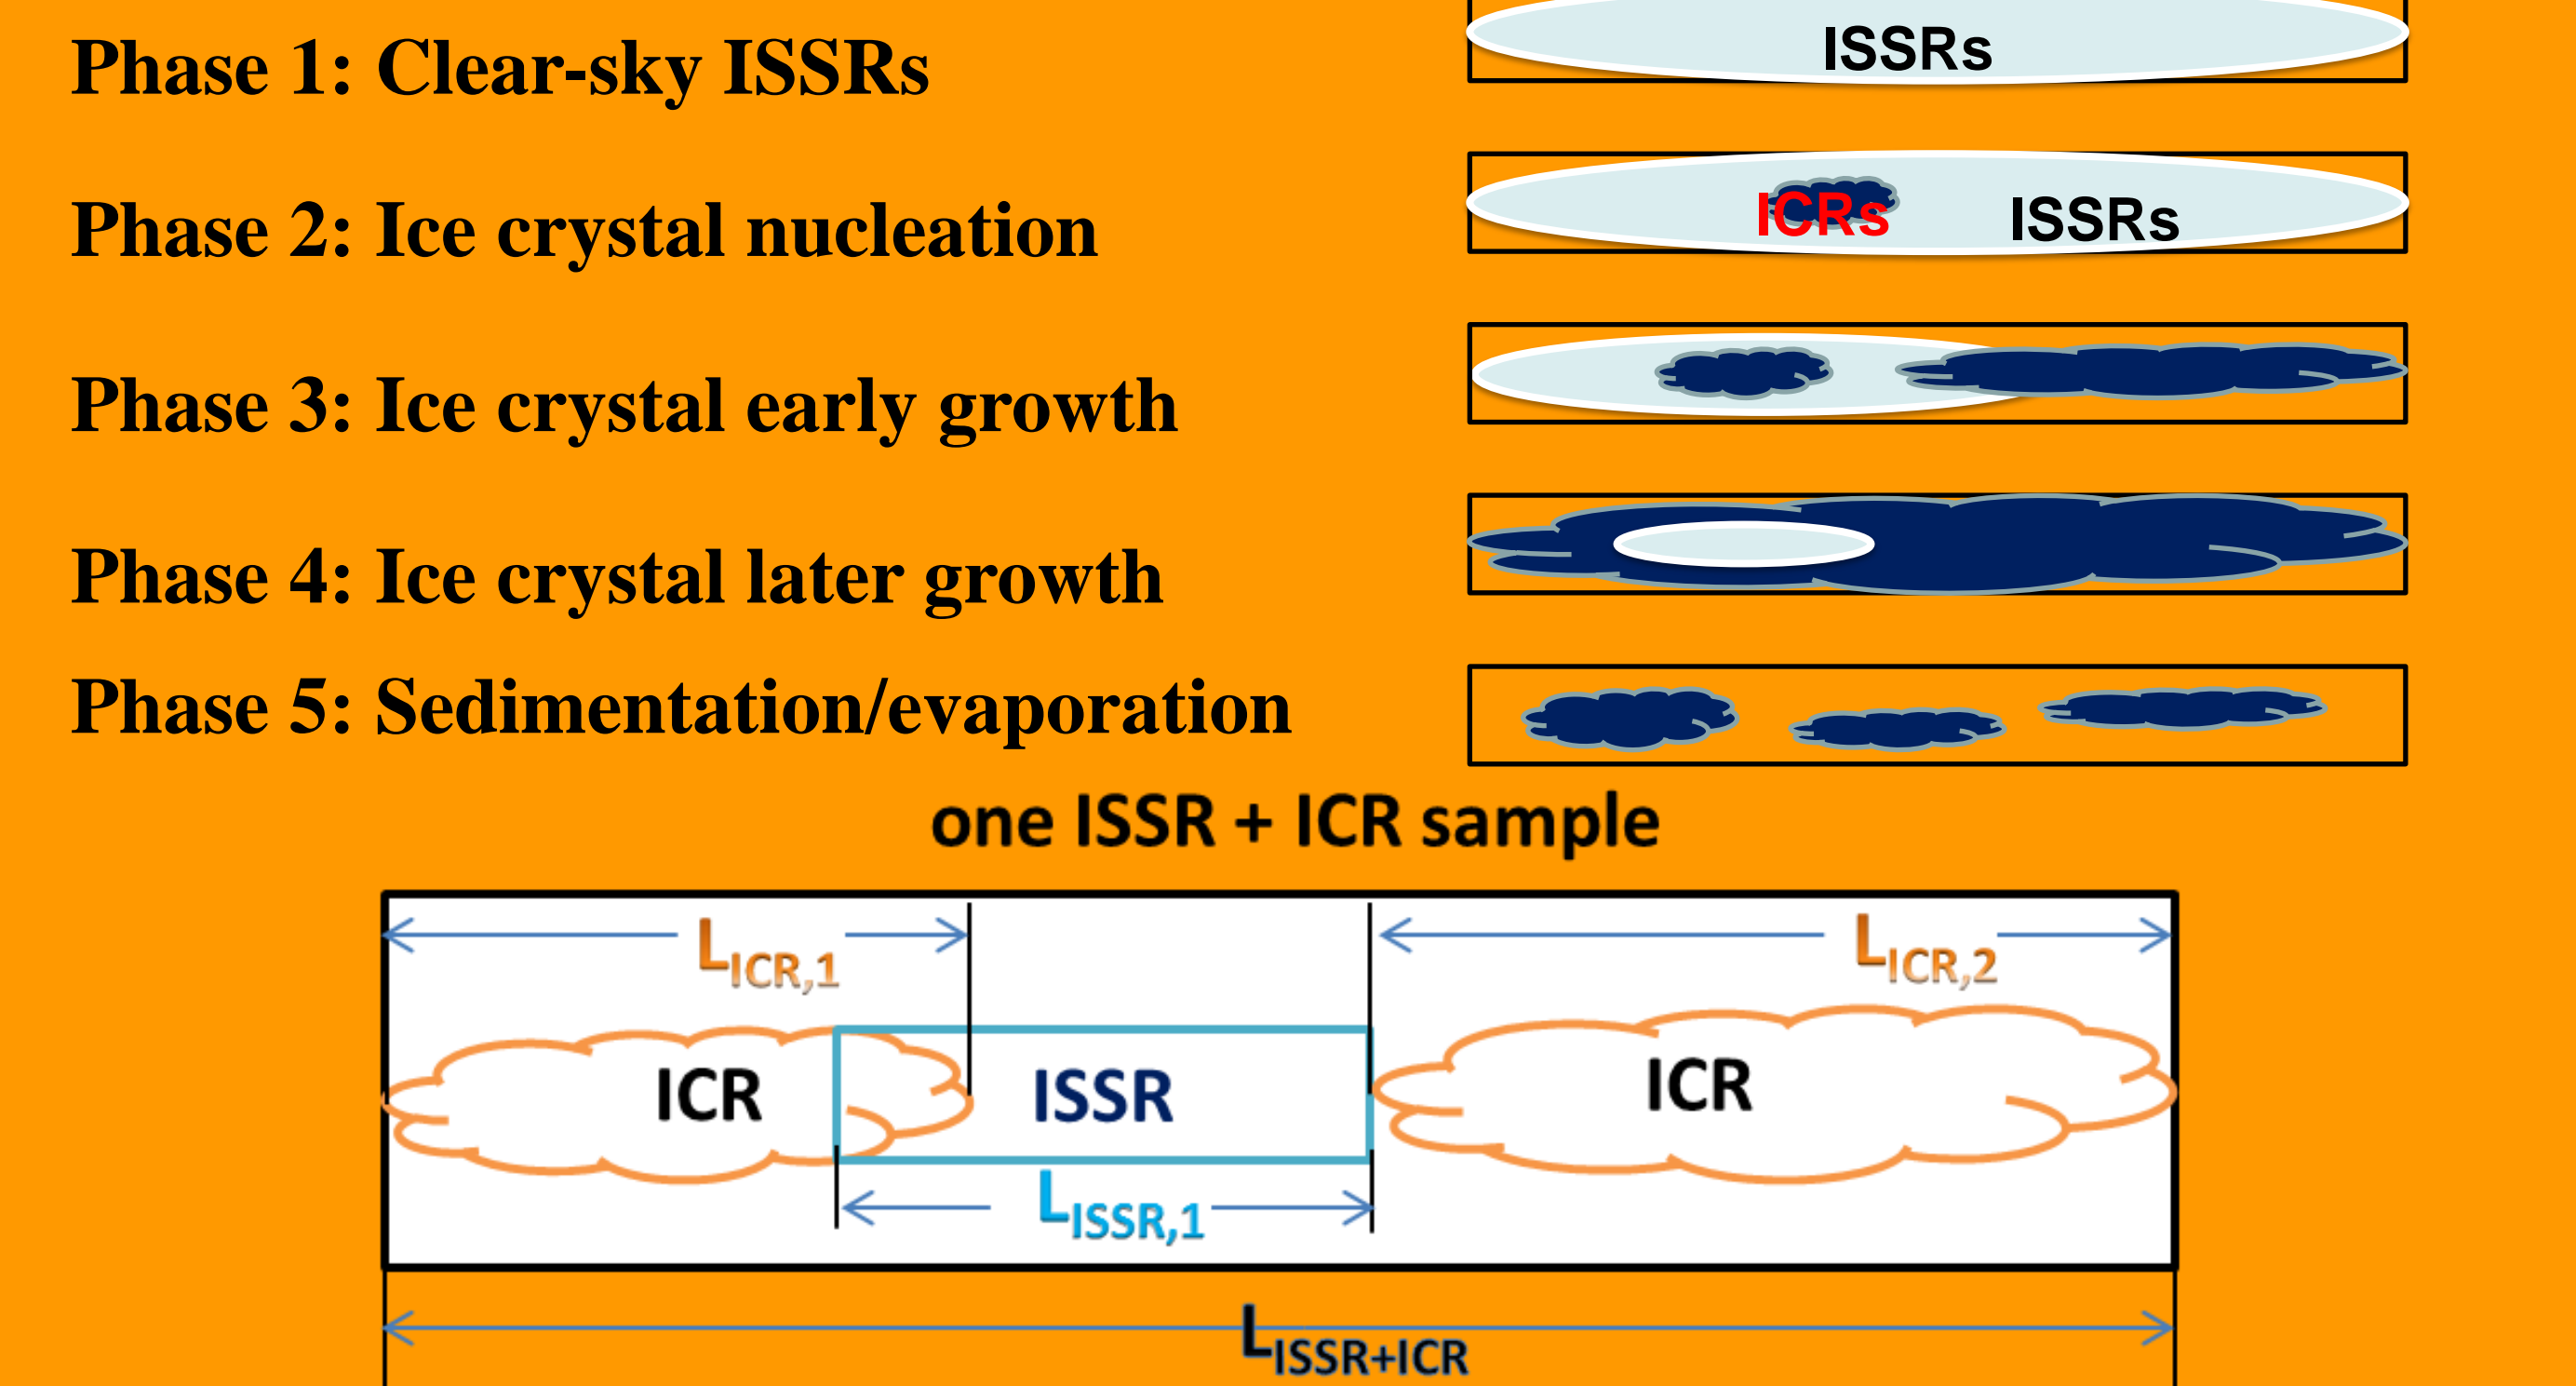 Phase 1: Clear-sky ISSRs
ISSRs
Phase 2: Ice crystal nucleation
ICRs
ISSRs
Phase 3: Ice crystal early growth
Phase 4: Ice crystal later growth
Phase 5: Sedimentation/evaporation
one ISSR + ICR sample
LICR,1
LICR,2
ICR
ISSR
ICR
LISSR,1
LISSR+ICR